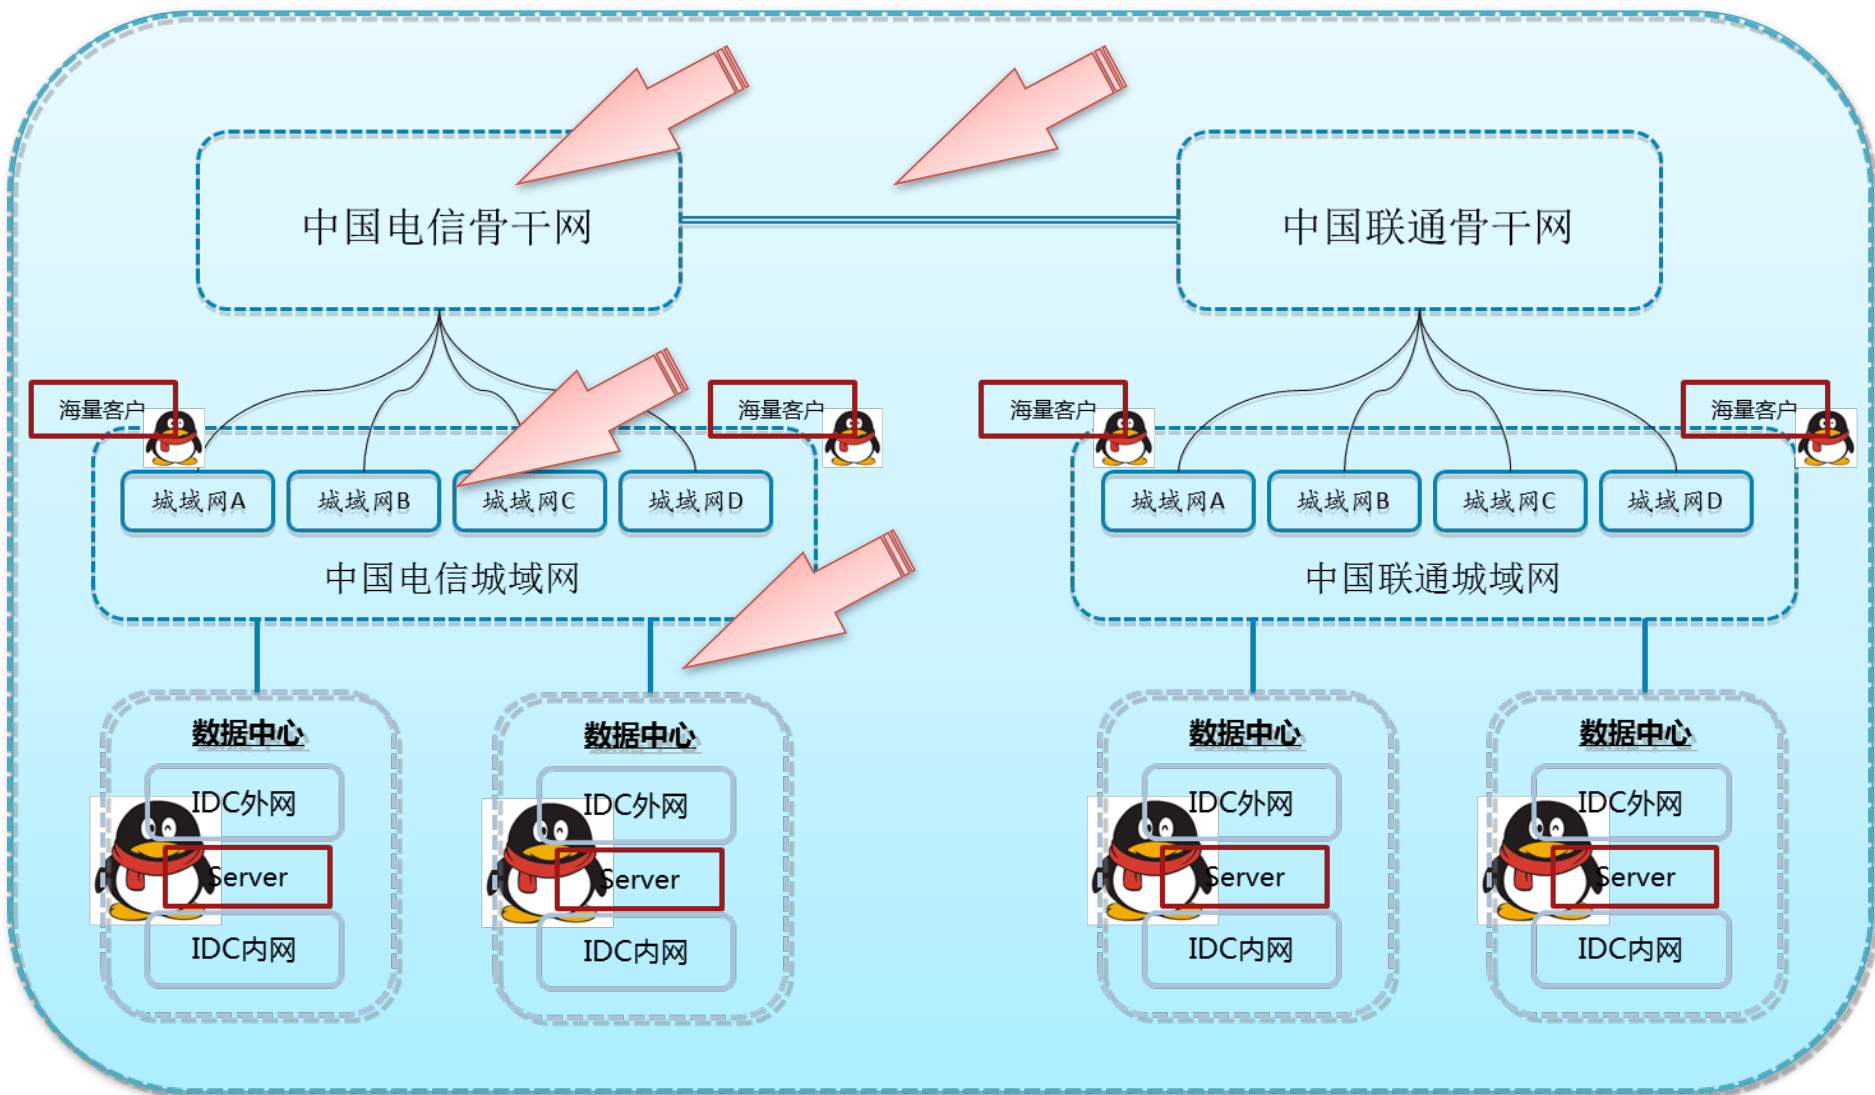 中国电信骨干网
中国联通骨干网
海量客户
海量客户
海量客户
海量客户
城域网A
城域网B
城域网C
城域网D
城域网A
城域网B
城域网C
城域网D
中国电信城域网
中国联通城域网
数据中心
数据中心
数据中心
数据中心
IDC外网
IDC外网
IDC外网
IDC外网
Server
Server
Server
Server
IDC内网
IDC内网
IDC内网
IDC内网